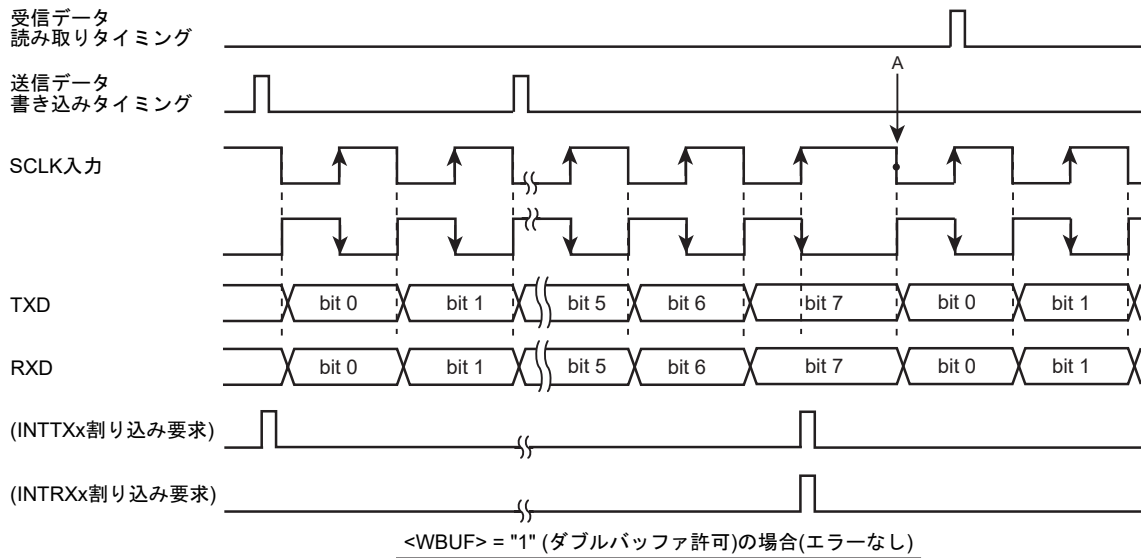 受信データ
読み取りタイミング
A
送信データ
書き込みタイミング
SCLK入力
TXD
bit 0
bit 1
bit 5
bit 6
bit 7
bit 0
bit 1
RXD
bit 0
bit 1
bit 5
bit 6
bit 7
bit 0
bit 1
(INTTXx割り込み要求)
(INTRXx割り込み要求)
<WBUF> = "1" (ダブルバッファ許可)の場合(エラーなし)